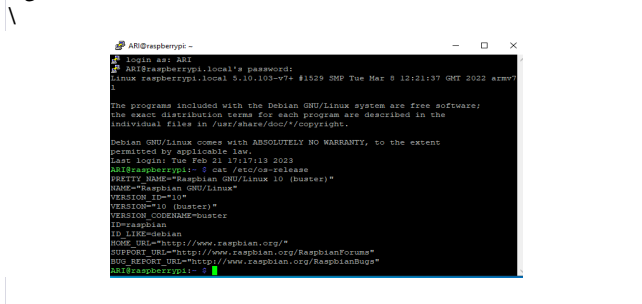 \
ARI@raspberrypi: ~
login as: ARI
ARI@raspberrypi.local's password:
Linux raspberrypi.local 5.10.103-v7+ #1529 SMP Tue Mar 8 12:21:37 GMT 2022 armv7
l
The programs included with the Debian GNU/Linux system are free software;
the exact distribution terms for each program are described in the
individual files in /usr/share/doc/*/copyright.
Debian GNU/Linux comes with ABSOLUTELY NO WARRANTY, to the extent
permitted by applicable law.
Last login: Tue Feb 21 17:17:13 2023
ARI@raspberrypi:~ $ cat /etc/os-release
PRETTY_NAME="Raspbian GNU/Linux 10 (buster)"
NAME="Raspbian GNU/Linux"
VERSION_ID="10"
VERSION="10 (buster)"
VERSION_CODENAME=buster
ID=raspbian
ID_LIKE=debian
HOME_URL="http://www.raspbian.org/"
SUPPORT_URL="http://www.raspbian.org/RaspbianForums"
BUG_REPORT_URL="http://www.raspbian.org/RaspbianBugs"
ARI@raspberrypi:~ $